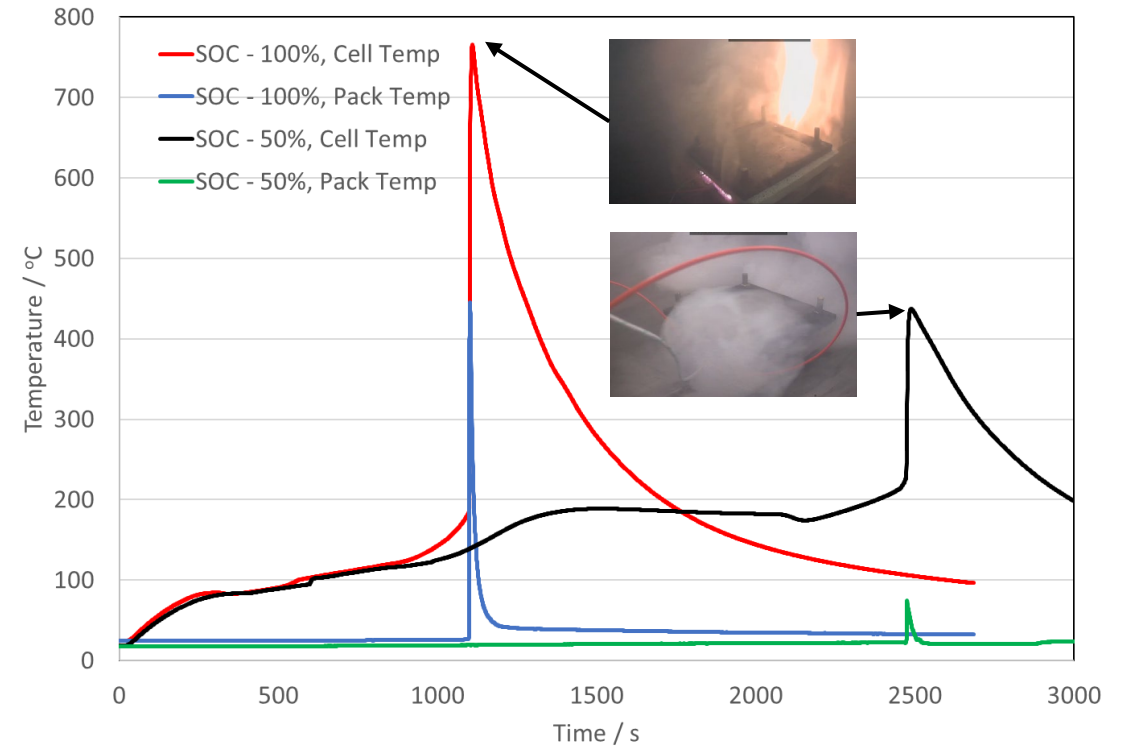 800
700
600
500
400
300
200
100
0
Temperature / °C
SOC - 100%, Cell Temp
SOC - 100%, Pack Temp
SOC - 50%, Cell Temp
SOC - 50%, Pack Temp
0 500 1000 1500 2000 2500 3000
Time / s